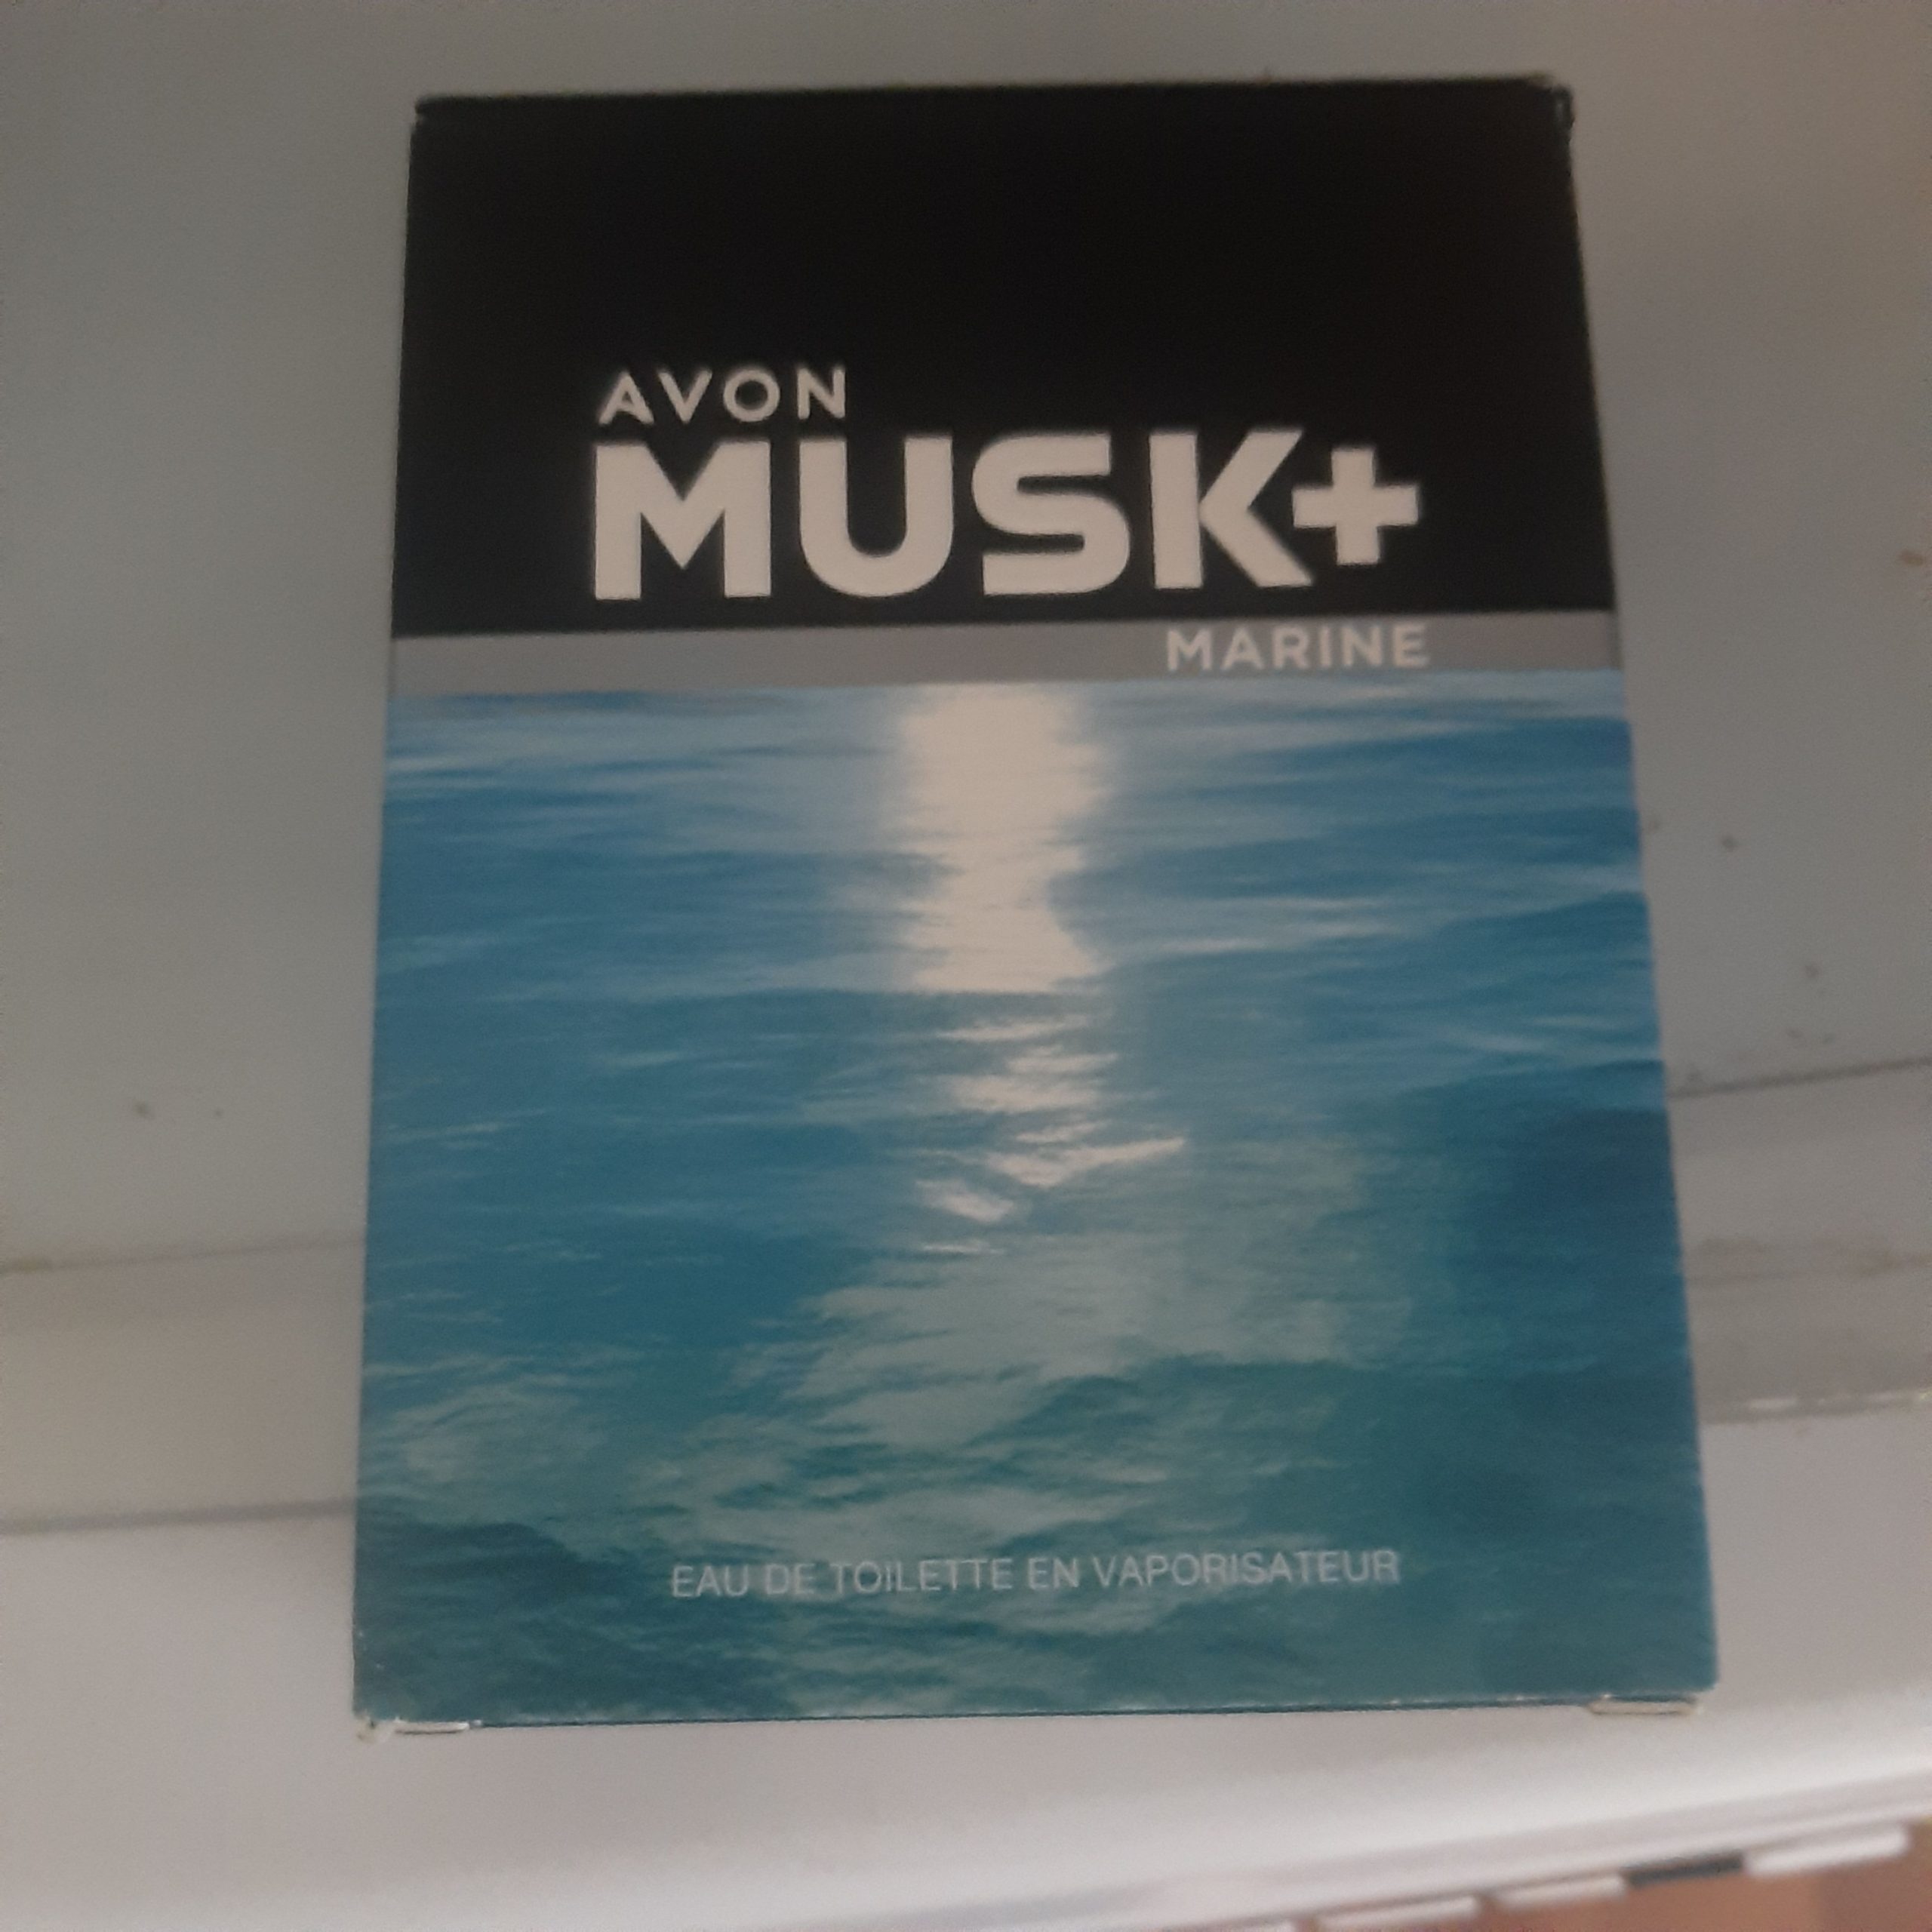 AVON
MUSK+
MARINE
EAU DE TOILETTE EN VAPORISATEUR